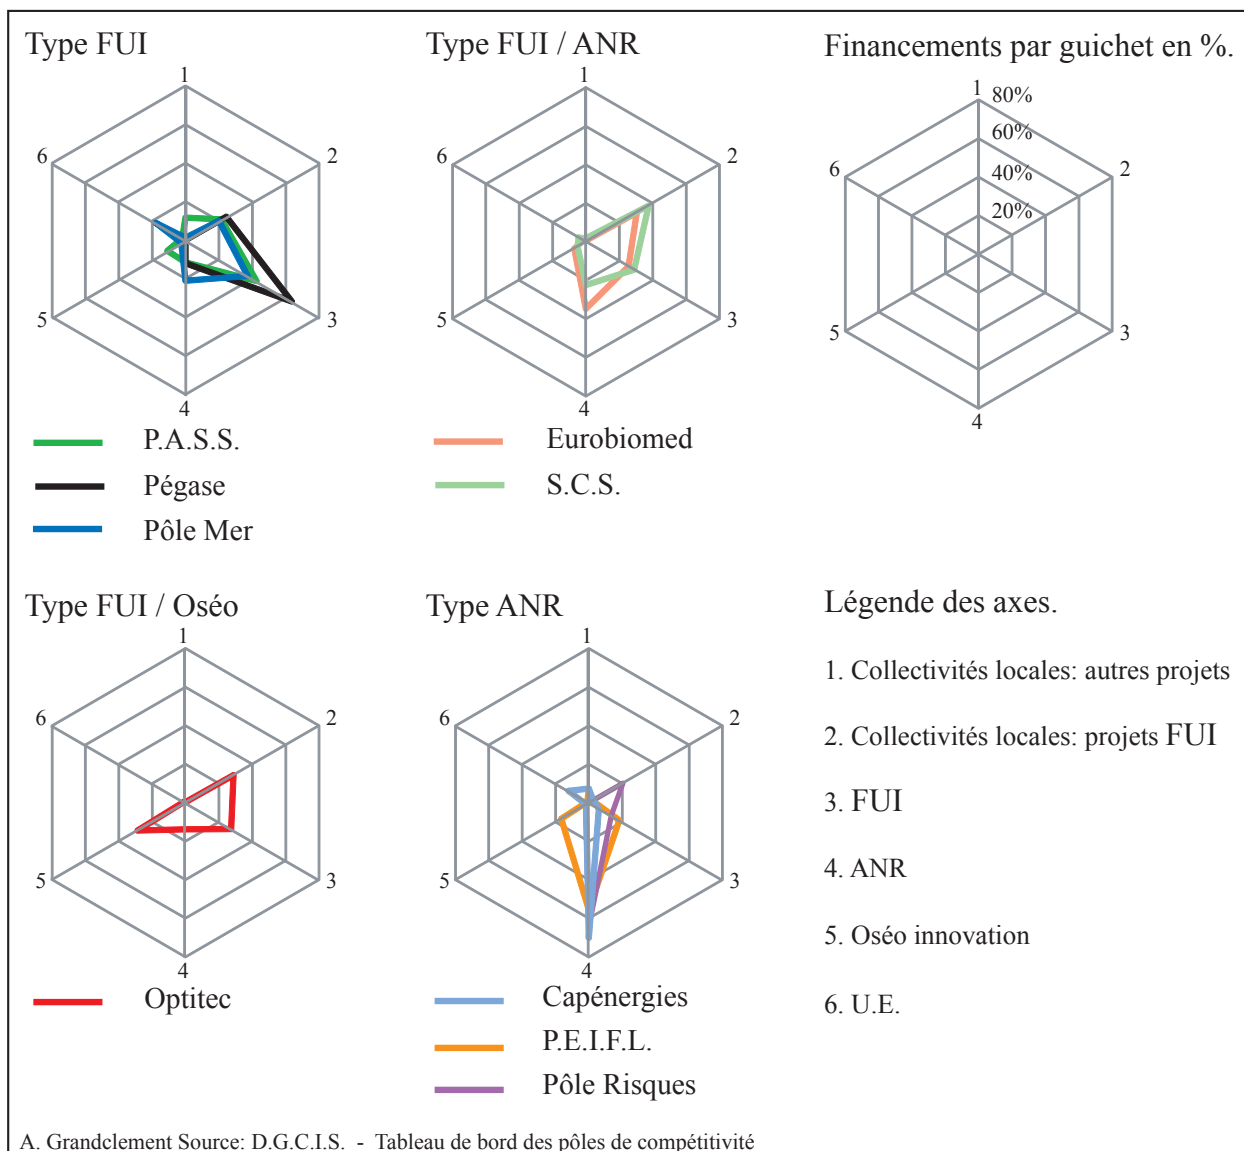 Type FUI
1
2
3
4
5
6
P.A.S.S.
Pégase
Pôle Mer
Type FUI / ANR
1
2
3
4
5
6
Eurobiomed
S.C.S.
Financements par guichet en %.
1
80%
60%
40%
20%
2
3
4
5
6
Type FUI / Oséo
1
2
3
4
5
6
Optitec
Type ANR
1
2
3
4
5
6
Capénergies
P.E.I.F.L.
Pôle Risques
Légende des axes.
1. Collectivités locales: autres projets
2. Collectivités locales: projets FUI
3. FUI
4. ANR
5. Oséo innovation
6. U.E.
A. Grandclement Source: D.G.C.I.S. - Tableau de bord des pôles de compétitivité